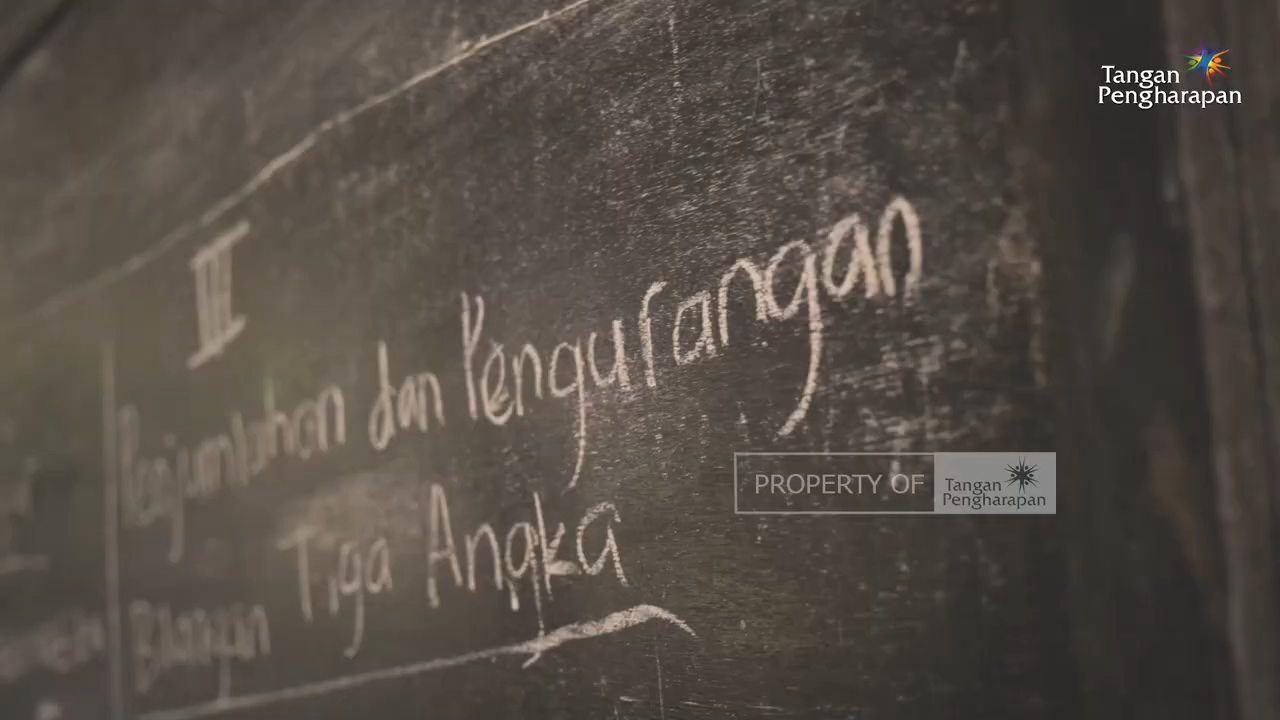 Tangan
Pengharapan
III
Penjumlahan dan Pengurangan
Bilangan Tiga Angka
PROPERTY OF Tangan
Pengharapan